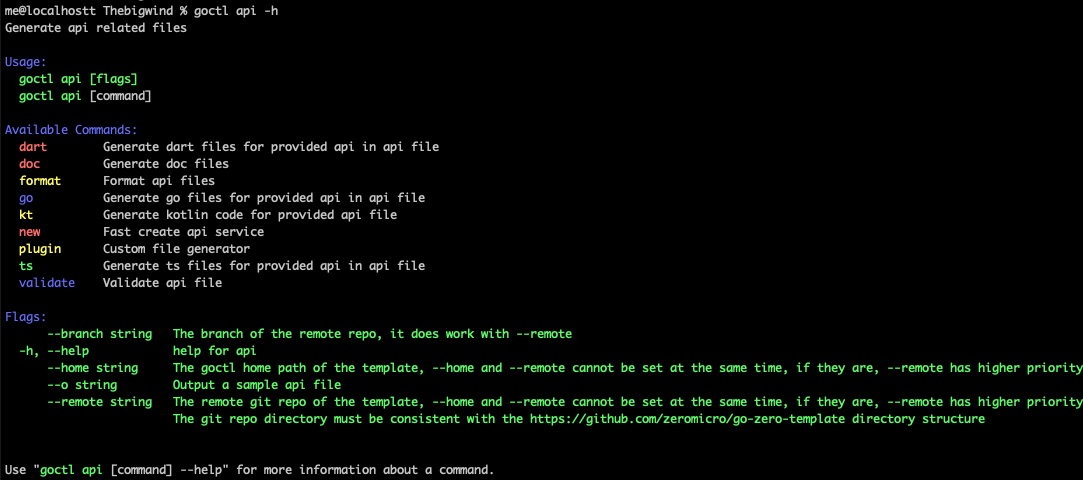 me@localhostt Thebigwind % goctl api -h
Generate api related files

Usage:
  goctl api [flags]
  goctl api [command]

Available Commands:
  dart        Generate dart files for provided api in api file
  doc         Generate doc files
  format      Format api files
  go          Generate go files for provided api in api file
  kt          Generate kotlin code for provided api file
  new         Fast create api service
  plugin      Custom file generator
  ts          Generate ts files for provided api in api file
  validate    Validate api file

Flags:
      --branch string   The branch of the remote repo, it does work with --remote
  -h, --help            help for api
      --home string     The goctl home path of the template, --home and --remote cannot be set at the same time, if they are, --remote has higher priority
      --o string        Output a sample api file
      --remote string   The remote git repo of the template, --home and --remote cannot be set at the same time, if they are, --remote has higher priority
                        The git repo directory must be consistent with the https://github.com/zeromicro/go-zero-template directory structure

Use "goctl api [command] --help" for more information about a command.